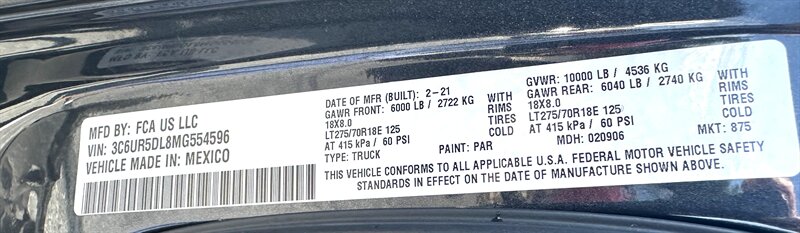 MFD BY: FCA US LLC
VIN: 3C6UR5DL8MG554596
VEHICLE MADE IN: MEXICO
DATE OF MFR (BUILT): 2-21
GAWR FRONT: 6000 LB / 2722 KG WITH
18X8.0 RIMS
LT275/70R18E 125 TIRES
AT 415 kPa / 60 PSI COLD
TYPE: TRUCK
PAINT: PAR
GVWR: 10000 LB / 4536 KG
GAWR REAR: 6040 LB / 2740 KG WITH
18X8.0 RIMS
LT275/70R18E 125 TIRES
AT 415 kPa / 60 PSI COLD
MDH: 020906 MKT: 875
THIS VEHICLE CONFORMS TO ALL APPLICABLE U.S.A. FEDERAL MOTOR VEHICLE SAFETY
STANDARDS IN EFFECT ON THE DATE OF MANUFACTURE SHOWN ABOVE.